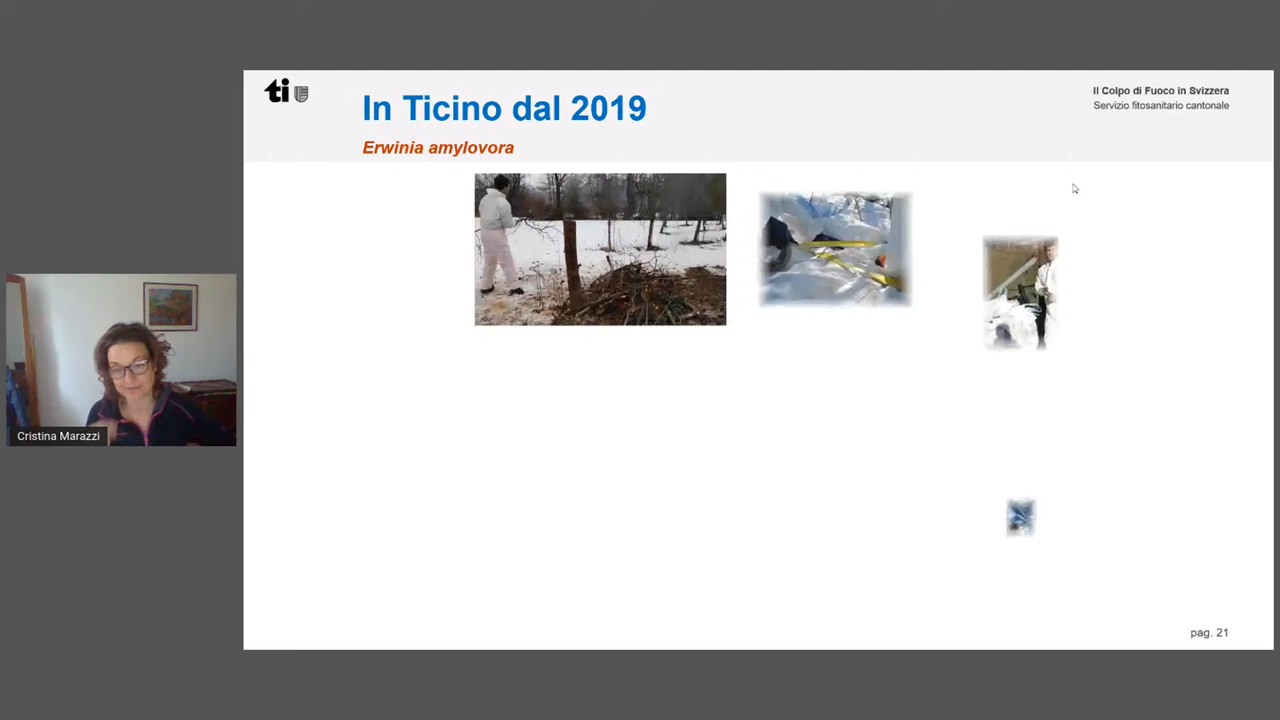 ti
In Ticino dal 2019
Erwinia amylovora
Il Colpo di Fuoco in Svizzera
Servizio fitosanitario cantonale
Cristina Marazzi
pag. 21